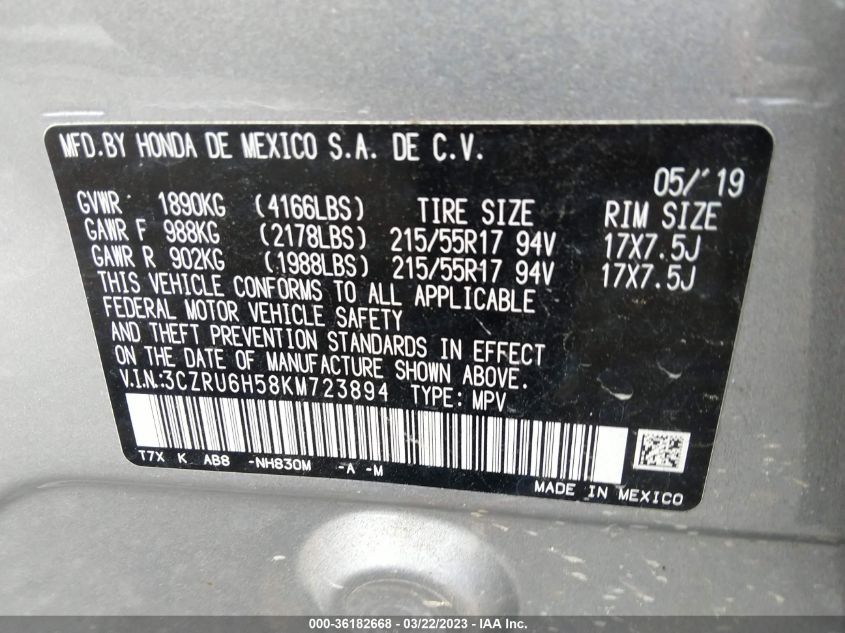 MFD.BY HONDA DE MEXICO S.A. DE C.V.
05/'19
GVWR 1890KG (4166LBS) TIRE SIZE RIM SIZE
GAWR F 988KG (2178LBS) 215/55R17 94V 17X7.5J
GAWR R 902KG (1988LBS) 215/55R17 94V 17X7.5J
THIS VEHICLE CONFORMS TO ALL APPLICABLE
FEDERAL MOTOR VEHICLE SAFETY
AND THEFT PREVENTION STANDARDS IN EFFECT
ON THE DATE OF MANUFACTURE SHOWN ABOVE.
V.I.N:3CZRU6H58KM723894 TYPE: MPV
T7X K AB8 -NH830M -A -M
MADE IN MEXICO
000-36182668 - 03/22/2023 - IAA Inc.